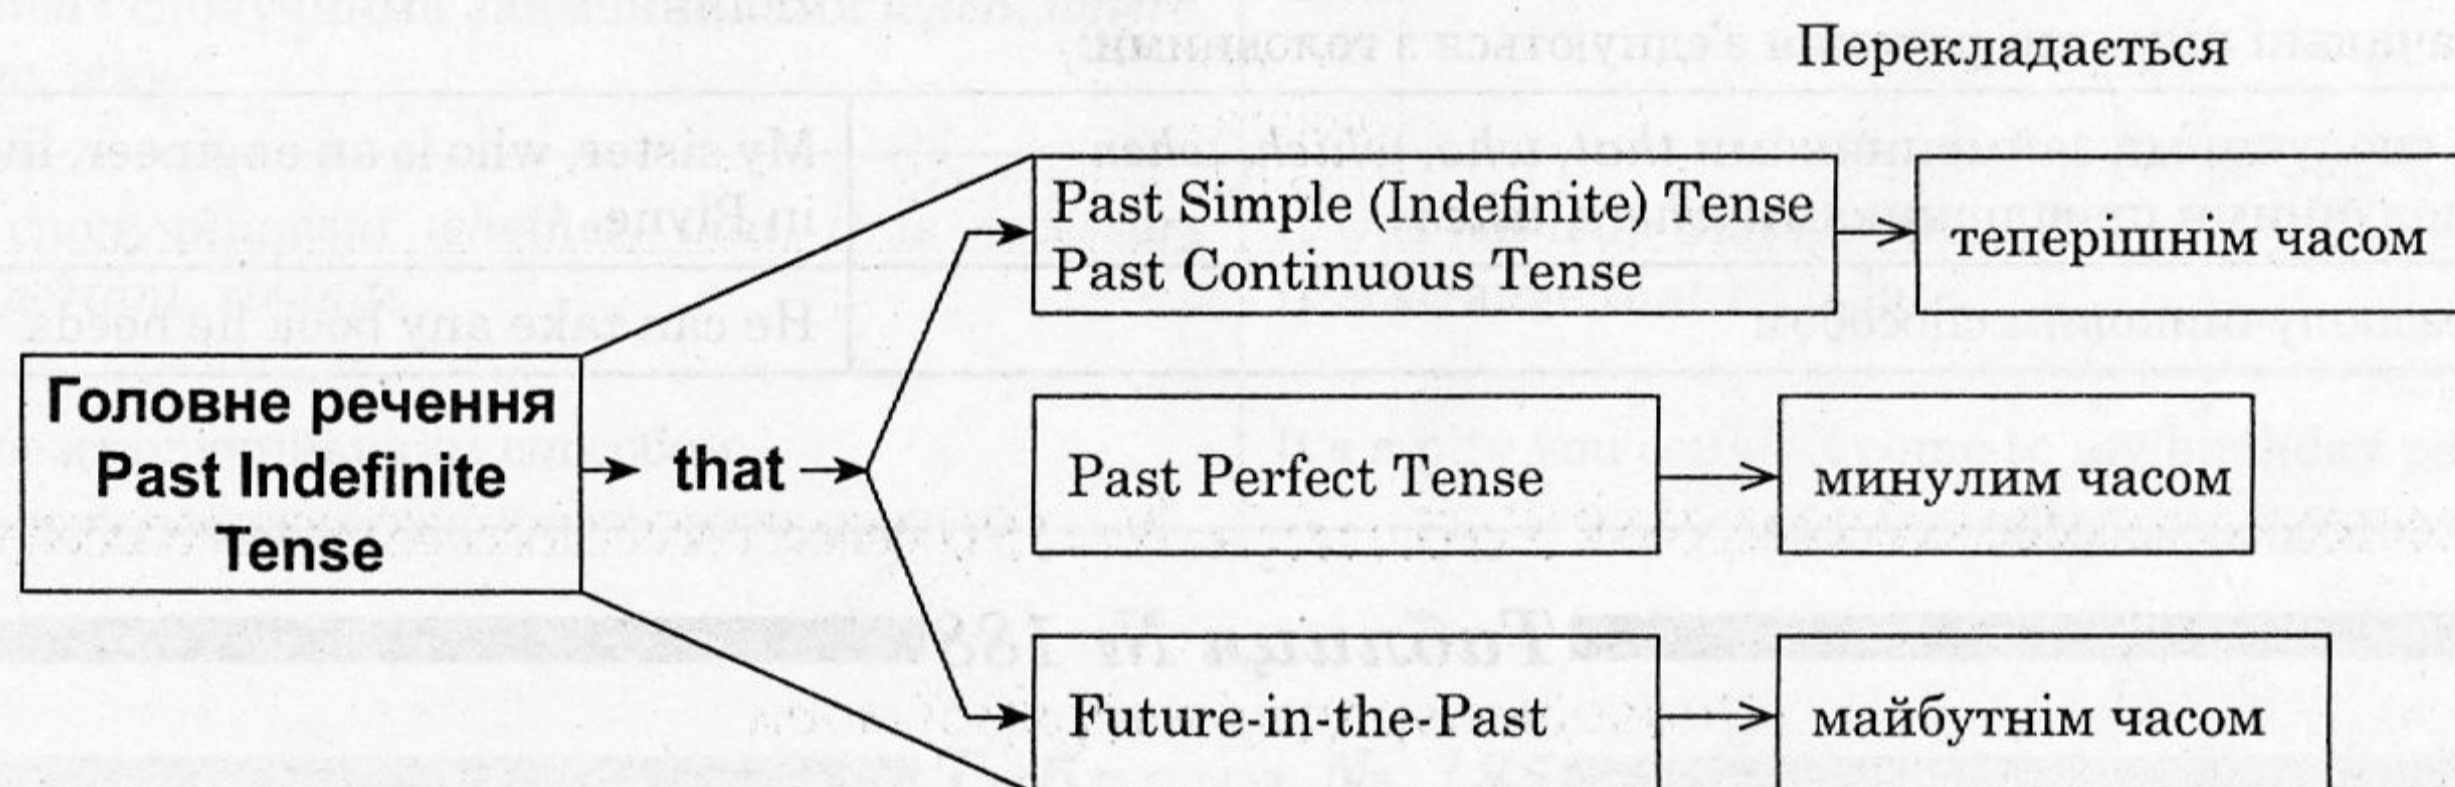 Перекладається
Past Simple (Indefinite) Tense
Past Continuous Tense
теперішнім часом
Головне речення
Past Indefinite
Tense
that
Past Perfect Tense
минулим часом
Future-in-the-Past
майбутнім часом